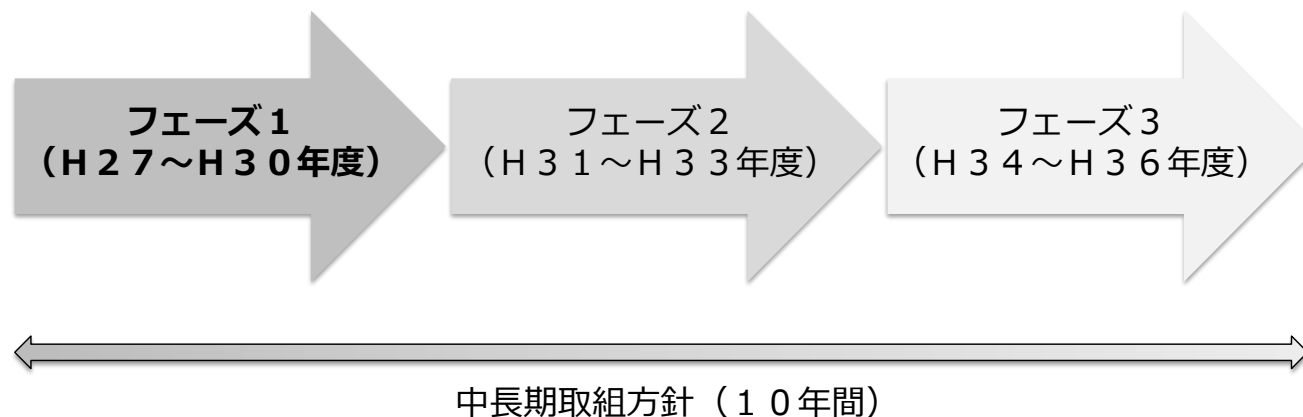 フェーズ１
（Ｈ２７～Ｈ３０年度）
フェーズ２
（Ｈ３１～Ｈ３３年度）
フェーズ３
（Ｈ３４～Ｈ３６年度）
中長期取組方針（１０年間）